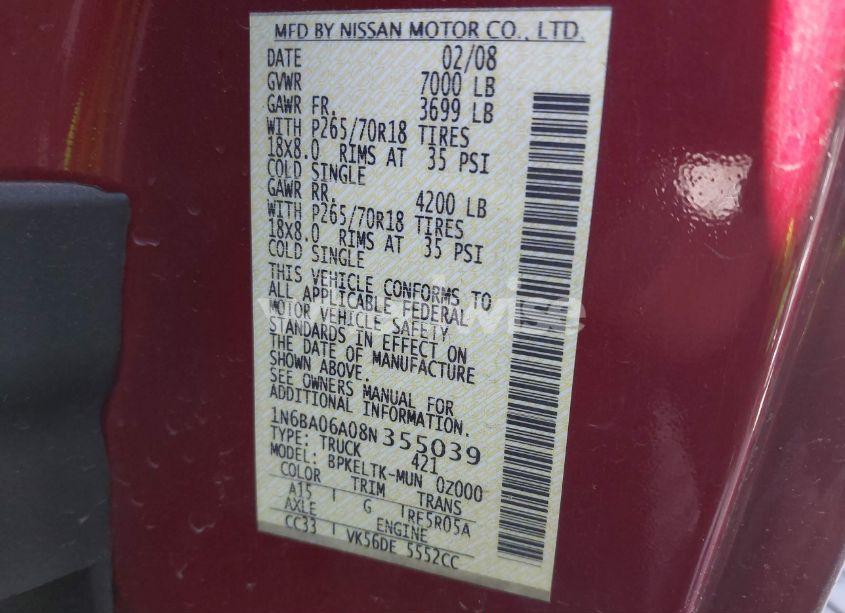 MFD BY NISSAN MOTOR CO., LTD.
DATE 02/08
GVWR 7000 LB
GAWR FR. 3699 LB
WITH P265/70R18 TIRES
18X8.0 RIMS AT 35 PSI
COLD SINGLE
GAWR RR. 4200 LB
WITH P265/70R18 TIRES
18X8.0 RIMS AT 35 PSI
COLD SINGLE
THIS VEHICLE CONFORMS TO
ALL APPLICABLE FEDERAL
MOTOR VEHICLE SAFETY
STANDARDS IN EFFECT ON
THE DATE OF MANUFACTURE
SHOWN ABOVE.
SEE OWNERS MANUAL FOR
ADDITIONAL INFORMATION.
1N6BA06A08N355039
TYPE: TRUCK 421
MODEL: BPKELTK-MUN 0Z000
COLOR TRIM TRANS
A15 G RE5R05A
AXLE ENGINE
CC33 VK56DE 5552CC